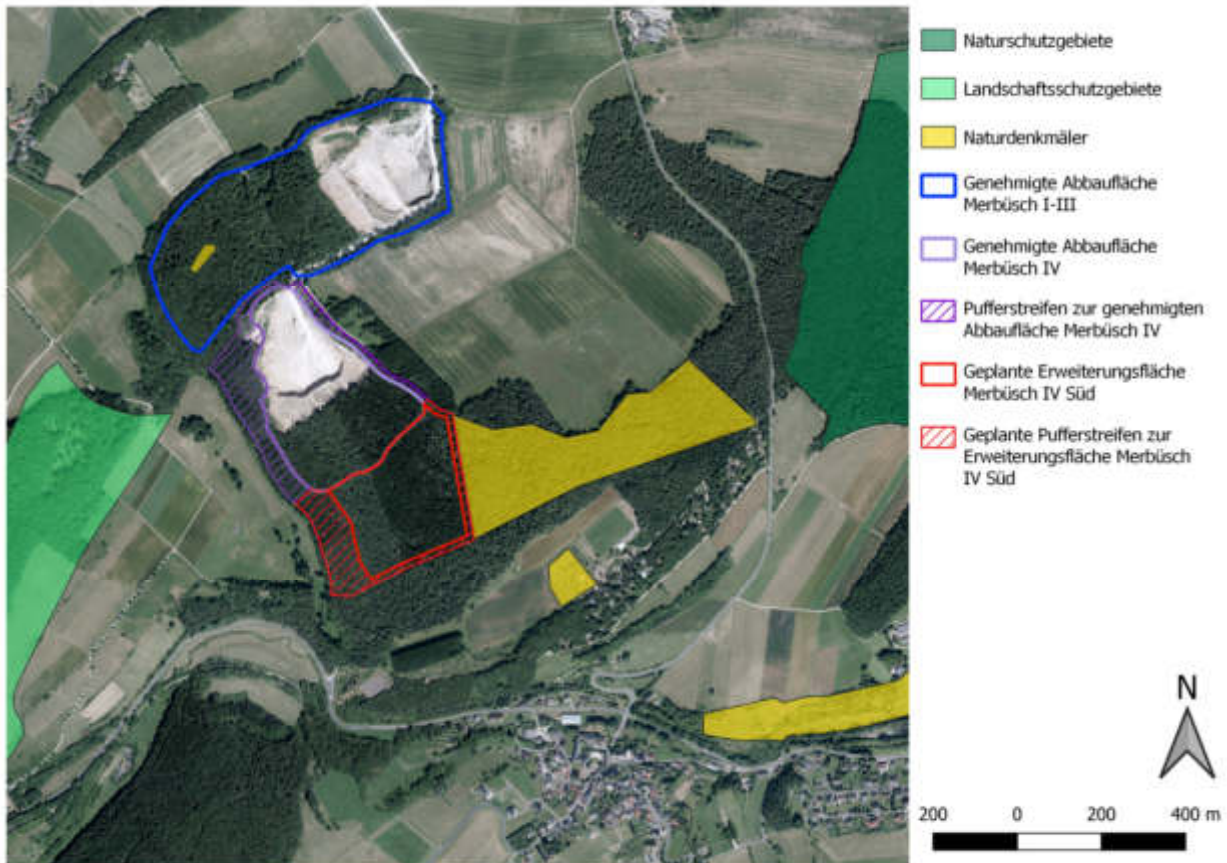 Naturschutzgebiete
Landschaftsschutzgebiete
Naturdenkmäler
Genehmigte Abbaufläche
Merbüsch I-III
Genehmigte Abbaufläche
Merbüsch IV
Pufferstreifen zur genehmigten
Abbaufläche Merbüsch IV
Geplante Erweiterungsfläche
Merbüsch IV Süd
Geplante Pufferstreifen zur
Erweiterungsfläche Merbüsch
IV Süd
N
200 0 200 400 m